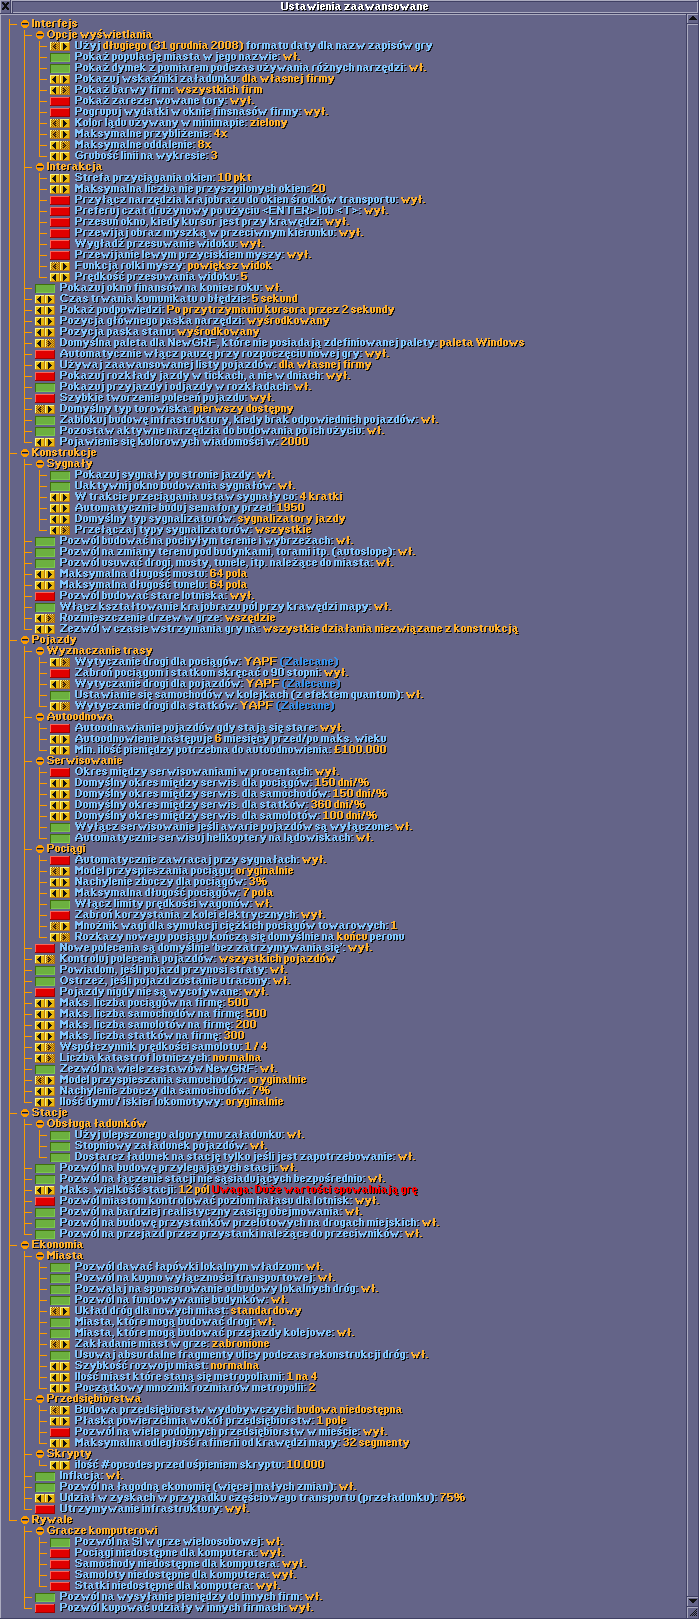 Ustawienia zaawansowane
Interfejs
Opcje wyświetlania
Użyj długiego (31 grudnia 2008) formatu daty dla nazw zapisów gry
Pokaż populację miasta w jego nazwie: wł.
Pokaż dymek z pomiarem podczas używania różnych narzędzi: wł.
Pokazuj wskaźniki załadunku: dla własnej firmy
Pokaż barwy firm: wszystkich firm
Pokaż zarezerwowane tory: wył.
Pogrupuj wydatki w oknie finsnasów firmy: wył.
Kolor lądu używany w minimapie: zielony
Maksymalne przybliżenie: 4x
Maksymalne oddalenie: 8x
Grubość linii na wykresie: 3
Interakcja
Strefa przyciągania okien: 10 pkt
Maksymalna liczba nie przyszpilonych okien: 20
Przyłącz narzędzia krajobrazu do okien środków transportu: wył.
Preferuj czat drużynowy po użyciu <ENTER> lub <T>: wył.
Przesuń okno, kiedy kursor jest przy krawędzi: wył.
Przewijaj obraz myszką w przeciwnym kierunku: wył.
Wygładź przesuwanie widoku: wył.
Przewijanie lewym przyciskiem myszy: wył.
Funkcja rolki myszy: powiększ widok
Prędkość przesuwania widoku: 5
Pokazuj okno finansów na koniec roku: wł.
Czas trwania komunikatu o błędzie: 5 sekund
Pokaż podpowiedzi: Po przytrzymaniu kursora przez 2 sekundy
Pozycja głównego paska narzędzi: wyśrodkowany
Pozycja paska stanu: wyśrodkowany
Domyślna paleta dla NewGRF, które nie posiadają zdefiniowanej palety: paleta Windows
Automatycznie włącz pauzę przy rozpoczęciu nowej gry: wył.
Używaj zaawansowanej listy pojazdów: dla własnej firmy
Pokazuj rozkłady jazdy w tickach, a nie w dniach: wył.
Pokazuj przyjazdy i odjazdy w rozkładach: wł.
Szybkie tworzenie poleceń pojazdu: wył.
Domyślny typ torowiska: pierwszy dostępny
Zablokuj budowę infrastruktury, kiedy brak odpowiednich pojazdów: wł.
Pozostaw aktywne narzędzia do budowania po ich użyciu: wł.
Pojawienie się kolorowych wiadomości w: 2000
Konstrukcje
Sygnały
Pokazuj sygnały po stronie jazdy: wł.
Uaktywnij okno budowania sygnałów: wł.
W trakcie przeciągania ustaw sygnały co: 4 kratki
Automatycznie buduj semafory przed: 1950
Domyślny typ sygnalizatorów: sygnalizatory jazdy
Przełączaj typy sygnalizatorów: wszystkie
Pozwól budować na pochyłym terenie i wybrzeżach: wł.
Pozwól na zmiany terenu pod budynkami, torami itp. (autoslope): wł.
Pozwól usuwać drogi, mosty, tunele, itp. należące do miasta: wł.
Maksymalna długość mostu: 64 pola
Maksymalna długość tunelu: 64 pola
Pozwól budować stare lotniska: wył.
Włącz kształtowanie krajobrazu pól przy krawędzi mapy: wł.
Rozmieszczenie drzew w grze: wszędzie
Zezwól w czasie wstrzymania gry na: wszystkie działania niezwiązane z konstrukcją
Pojazdy
Wyznaczanie trasy
Wytyczanie drogi dla pociągów: YAPF (Zalecane)
Zabroń pociągom i statkom skręcać o 90 stopni: wył.
Wytyczanie drogi dla pojazdów: YAPF (Zalecane)
Ustawianie się samochodów w kolejkach (z efektem quantum): wł.
Wytyczanie drogi dla statków: YAPF (Zalecane)
Autoodnowa
Autoodnawianie pojazdów gdy stają się stare: wył.
Autoodnowienie następuje 6 miesięcy przed/po maks. wieku
Min. ilość pieniędzy potrzebna do autoodnowienia: £100.000
Serwisowanie
Okres między serwisowaniami w procentach: wył.
Domyślny okres między serwis. dla pociągów: 150 dni/%
Domyślny okres między serwis. dla samochodów: 150 dni/%
Domyślny okres między serwis. dla statków: 360 dni/%
Domyślny okres między serwis. dla samolotów: 100 dni/%
Wyłącz serwisowanie jeśli awarie pojazdów są wyłączone: wł.
Automatycznie serwisuj helikoptery na lądowiskach: wł.
Pociągi
Automatycznie zawracaj przy sygnałach: wył.
Model przyspieszania pociągu: oryginalnie
Nachylenie zboczy dla pociągów: 3%
Maksymalna długość pociągów: 7 pola
Włącz limity prędkości wagonów: wł.
Zabroń korzystania z kolei elektrycznych: wył.
Mnożnik wagi dla symulacji ciężkich pociągów towarowych: 1
Rozkazy nowego pociągu kończą się domyślnie na końcu peronu
Nowe polecenia są domyślnie 'bez zatrzymywania się': wył.
Kontroluj polecenia pojazdów: wszystkich pojazdów
Powiadom, jeśli pojazd przynosi straty: wł.
Ostrzeż, jeśli pojazd zostanie utracony: wł.
Pojazdy nigdy nie są wycofywane: wył.
Maks. liczba pociągów na firmę: 500
Maks. liczba samochodów na firmę: 500
Maks. liczba samolotów na firmę: 200
Maks. liczba statków na firmę: 300
Współczynnik prędkości samolotu: 1 / 4
Liczba katastrof lotniczych: normalna
Zezwól na wiele zestawów NewGRF: wł.
Model przyspieszania samochodów: oryginalnie
Nachylenie zboczy dla samochodów: 7%
Ilość dymu / iskier lokomotywy: oryginalnie
Stacje
Obsługa ładunków
Użyj ulepszonego algorytmu załadunku: wł.
Stopniowy załadunek pojazdów: wł.
Dostarcz ładunek na stację tylko jeśli jest zapotrzebowanie: wł.
Pozwól na budowę przylegających stacji: wł.
Pozwól na łączenie stacji nie sąsiadujących bezpośrednio: wł.
Maks. wielkość stacji: 12 pól Uwaga: Duże wartości spowalniają grę
Pozwól miastom kontrolować poziom hałasu dla lotnisk: wył.
Pozwól na bardziej realistyczny zasięg obejmowania: wł.
Pozwól na budowę przystanków przelotowych na drogach miejskich: wł.
Pozwól na przejazd przez przystanki należące do przeciwników: wł.
Ekonomia
Miasta
Pozwól dawać łapówki lokalnym władzom: wł.
Pozwól na kupno wyłączności transportowej: wł.
Pozwalaj na sponsorowanie odbudowy lokalnych dróg: wł.
Pozwól na fundowywanie budynków: wł.
Układ dróg dla nowych miast: standardowy
Miasta, które mogą budować drogi: wł.
Miasta, które mogą budować przejazdy kolejowe: wł.
Zakładanie miast w grze: zabronione
Usuwaj absurdalne fragmenty ulicy podczas rekonstrukcji dróg: wł.
Szybkość rozwoju miast: normalna
Ilość miast które staną się metropoliami: 1 na 4
Początkowy mnożnik rozmiarów metropolii: 2
Przedsiębiorstwa
Budowa przedsiębiorstw wydobywczych: budowa niedostępna
Płaska powierzchnia wokół przedsiębiorstw: 1 pole
Pozwól na wiele podobnych przedsiębiorstw w mieście: wył.
Maksymalna odległość rafinerii od krawędzi mapy: 32 segmenty
Skrypty
ilość #opcodes przed uśpieniem skryptu: 10.000
Inflacja: wł.
Pozwól na łagodną ekonomię (więcej małych zmian): wł.
Udział w zyskach w przypadku częściowego transportu (przeładunku): 75%
Utrzymywanie infrastruktury: wył.
Rywale
Gracze komputerowi
Pozwól na SI w grze wieloosobowej: wł.
Pociągi niedostępne dla komputera: wył.
Samochody niedostępne dla komputera: wył.
Samoloty niedostępne dla komputera: wył.
Statki niedostępne dla komputera: wył.
Pozwól na wysyłanie pieniędzy do innych firm: wł.
Pozwól kupować udziały w innych firmach: wył.